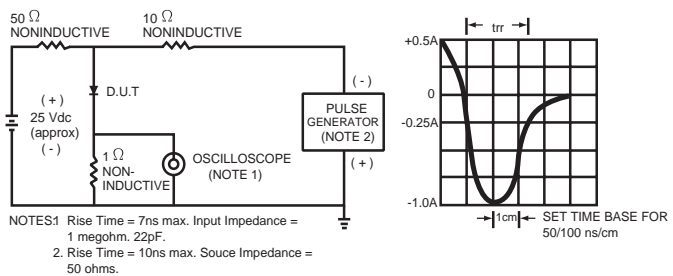 50 Ω
NONINDUCTIVE
10 Ω
NONINDUCTIVE
(+)
25 Vdc
(approx)
(-)
D.U.T
1 Ω
NON-
INDUCTIVE
OSCILLOSCOPE
(NOTE 1)
(-)
PULSE
GENERATOR
(NOTE 2)
(+)
NOTES:1 Rise Time = 7ns max. Input Impedance =
1 megohm. 22pF.
2. Rise Time = 10ns max. Souce Impedance =
50 ohms.
trr
+0.5A
0
-0.25A
-1.0A
1cm
SET TIME BASE FOR
50/100 ns/cm